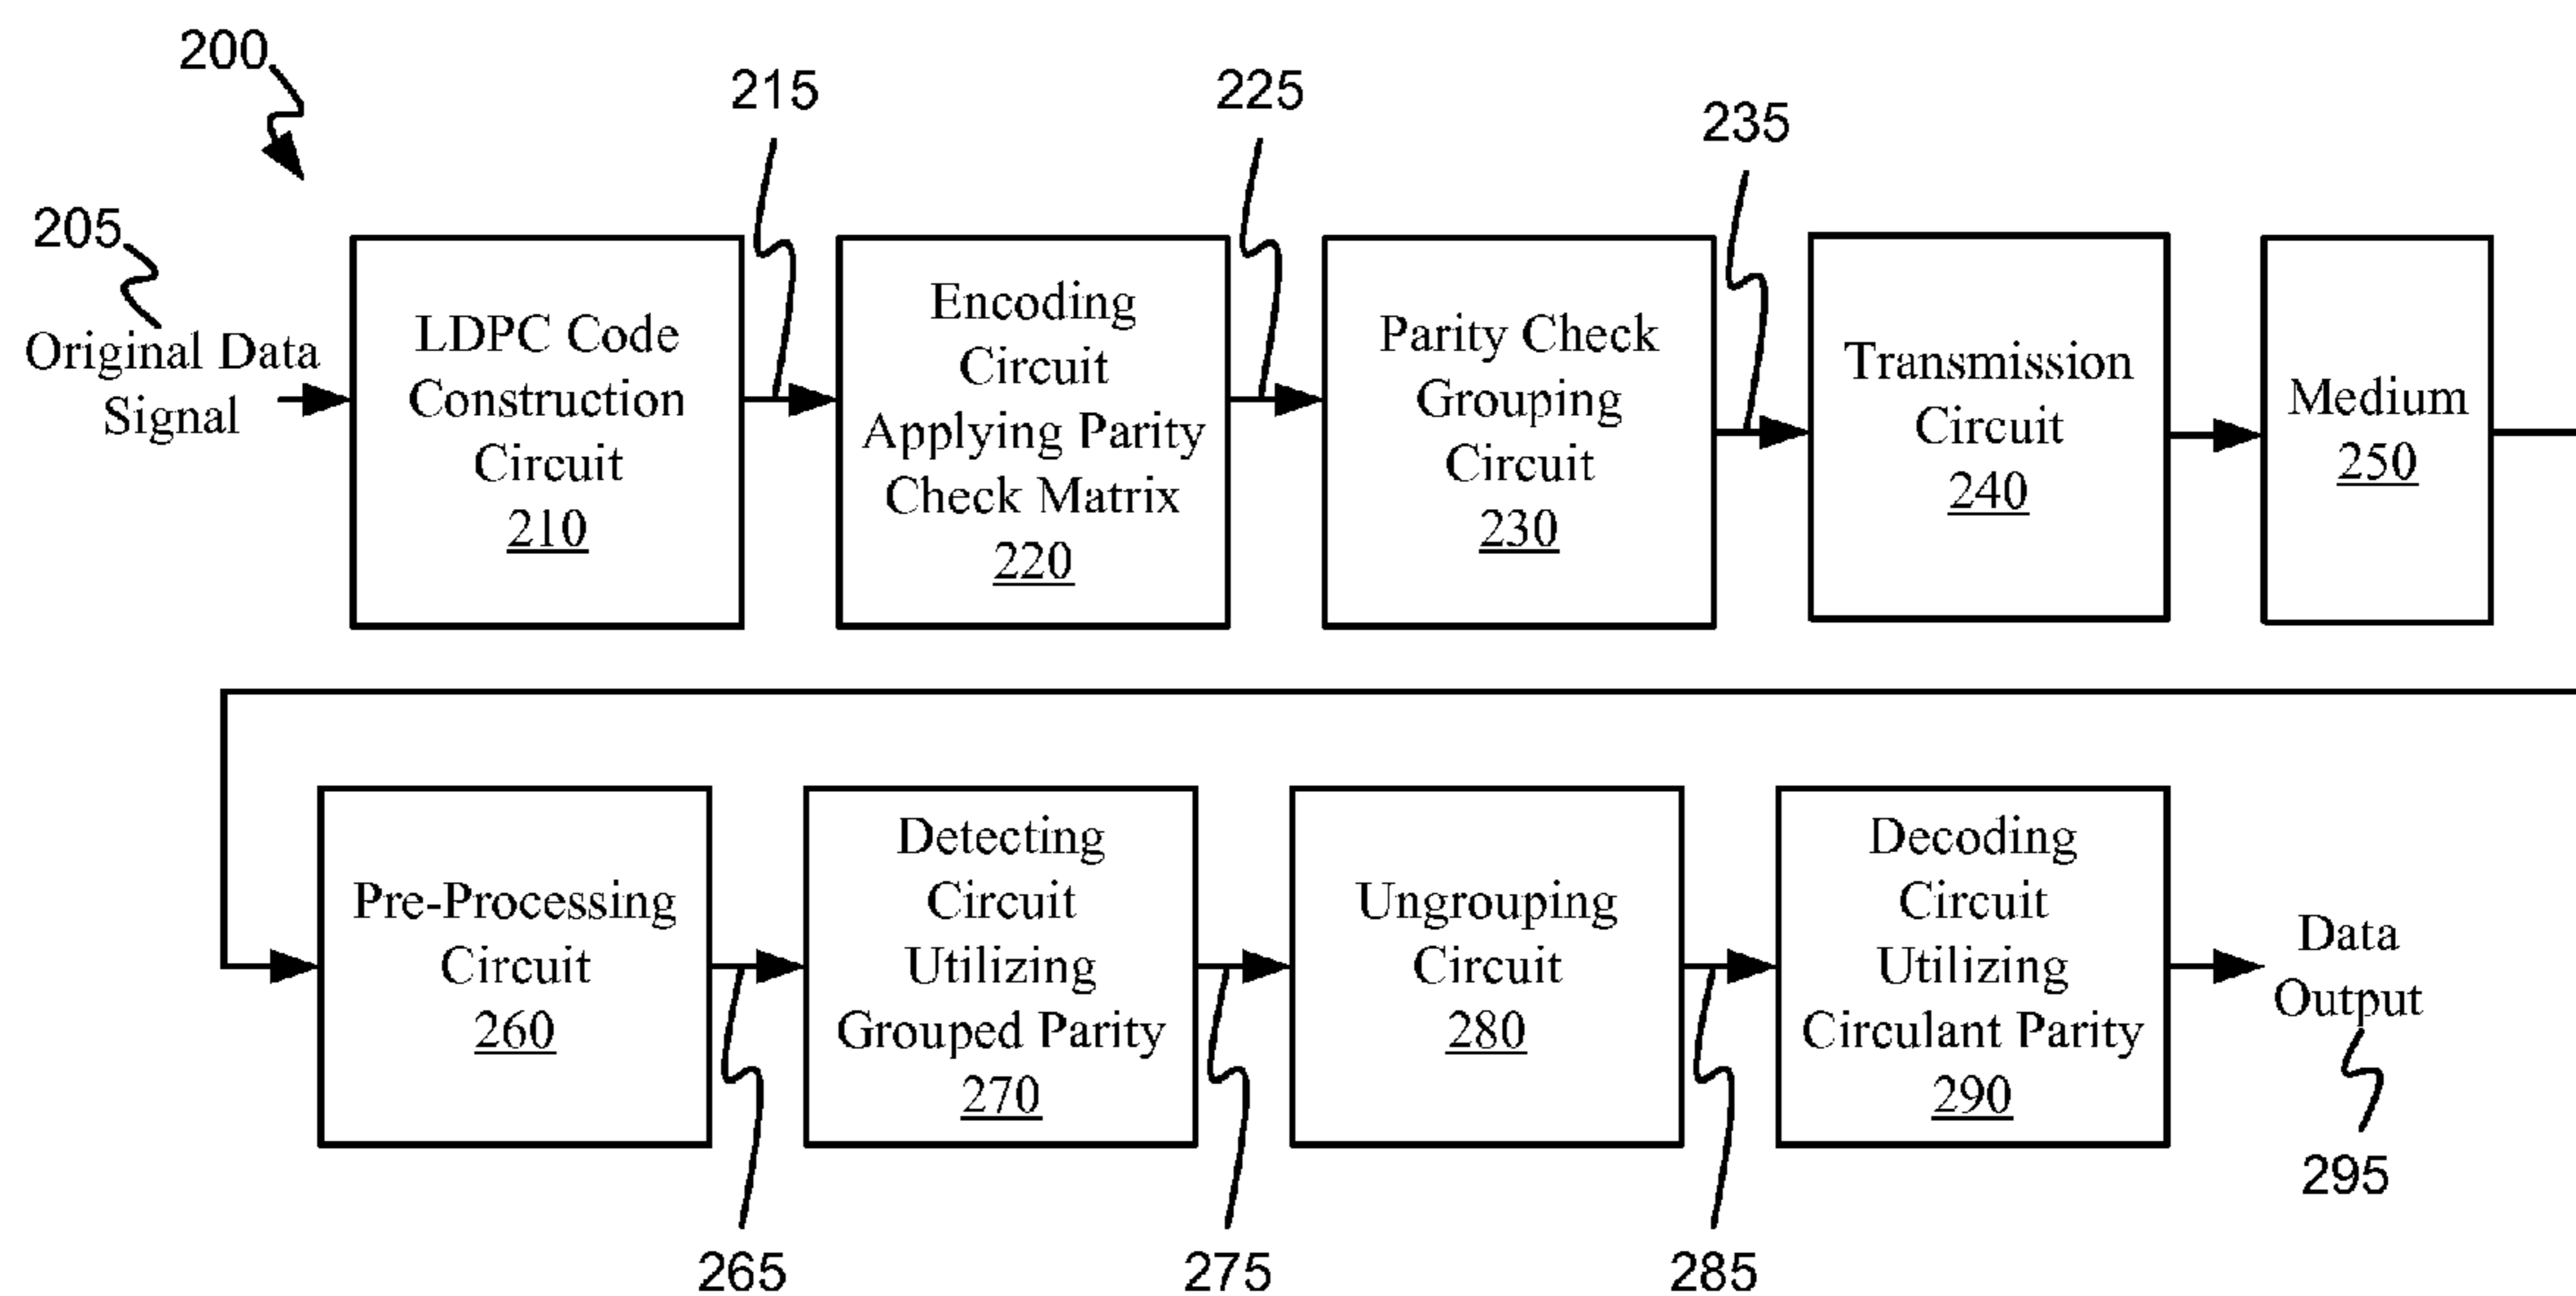 200
215
225
235
205
Original Data
Signal
LDPC Code
Construction
Circuit
210
Encoding
Circuit
Applying Parity
Check Matrix
220
Parity Check
Grouping
Circuit
230
Transmission
Circuit
240
Medium
250
Pre-Processing
Circuit
260
Detecting
Circuit
Utilizing
Grouped Parity
270
Ungrouping
Circuit
280
Decoding
Circuit
Utilizing
Circulant Parity
290
Data
Output
295
265
275
285